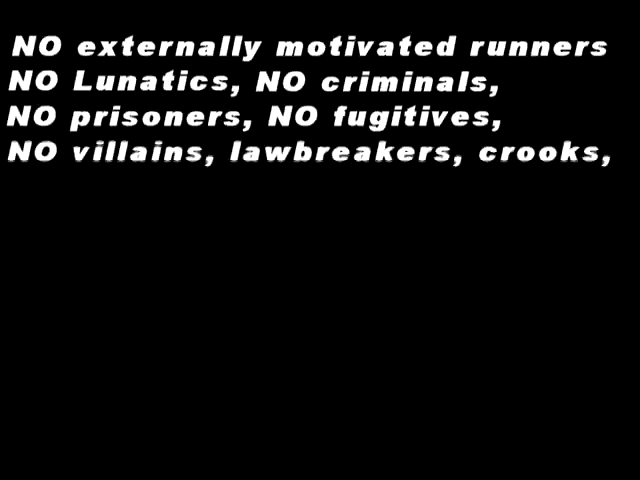 NO externally motivated runners
NO Lunatics, NO criminals,
NO prisoners, NO fugitives,
NO villains, lawbreakers, crooks,